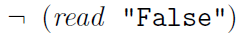 ¬ (read "False")